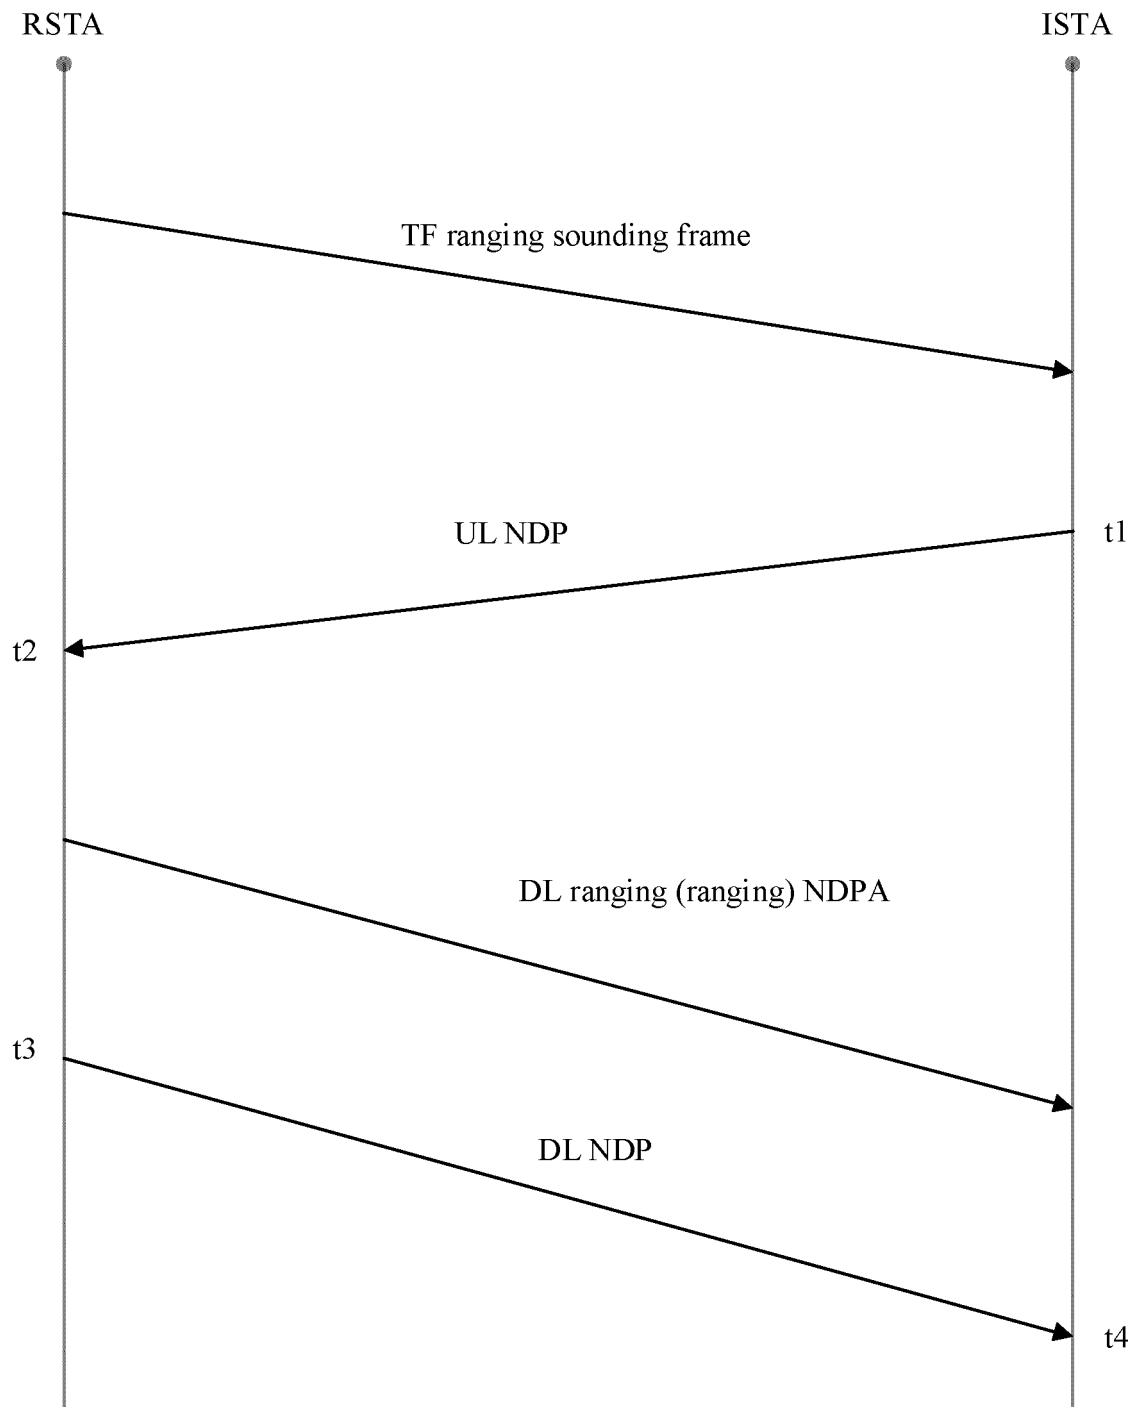 RSTA
ISTA
TF ranging sounding frame
UL NDP
t1
t2
DL ranging (ranging) NDPA
t3
DL NDP
t4